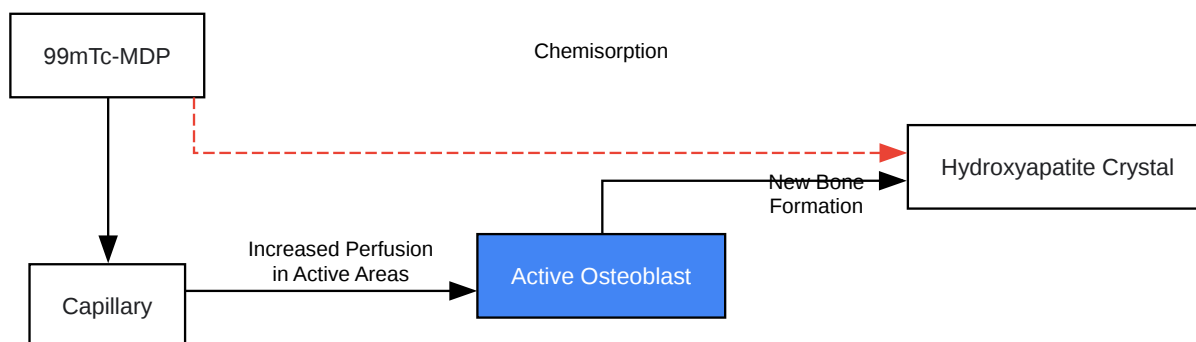 99mTc-MDP
Chemisorption
Hydroxyapatite Crystal
New Bone
Formation
Increased Perfusion
in Active Areas
Active Osteoblast
Capillary